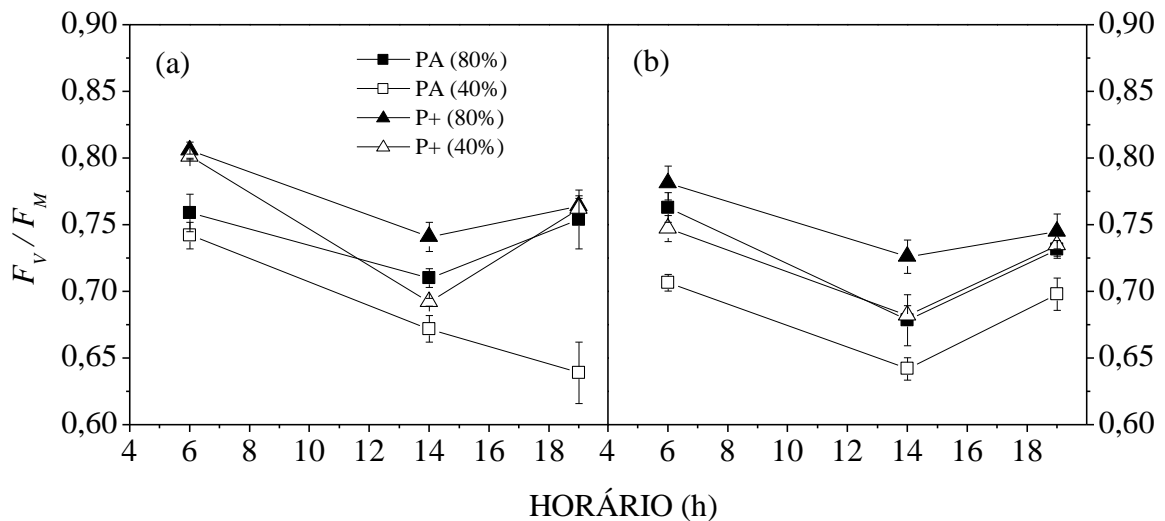 0,90
0,85
0,80
0,75
0,70
0,65
0,60
F_V / F_M
(a)
PA (80%)
PA (40%)
P+ (80%)
P+ (40%)
(b)
0,90
0,85
0,80
0,75
0,70
0,65
0,60
4 6 8 10 12 14 16 18 4 6 8 10 12 14 16 18
HORÁRIO (h)